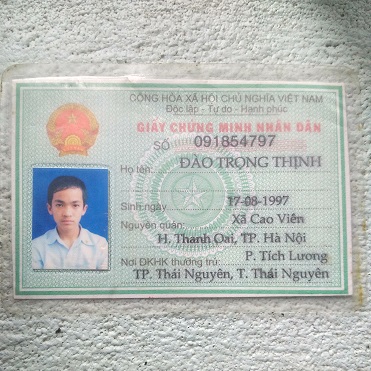 CỘNG HÒA XÃ HỘI CHỦ NGHĨA VIỆT NAM
Độc lập - Tự do - Hạnh phúc
GIẤY CHỨNG MINH NHÂN DÂN
SỐ 091854797
Họ tên: ĐÀO TRỌNG THỊNH
Sinh ngày 17-08-1997
Nguyên quán: Xã Cao Viên
H. Thanh Oai, TP. Hà Nội
Nơi ĐKHK thường trú: P. Tích Lương
TP. Thái Nguyên, T. Thái Nguyên